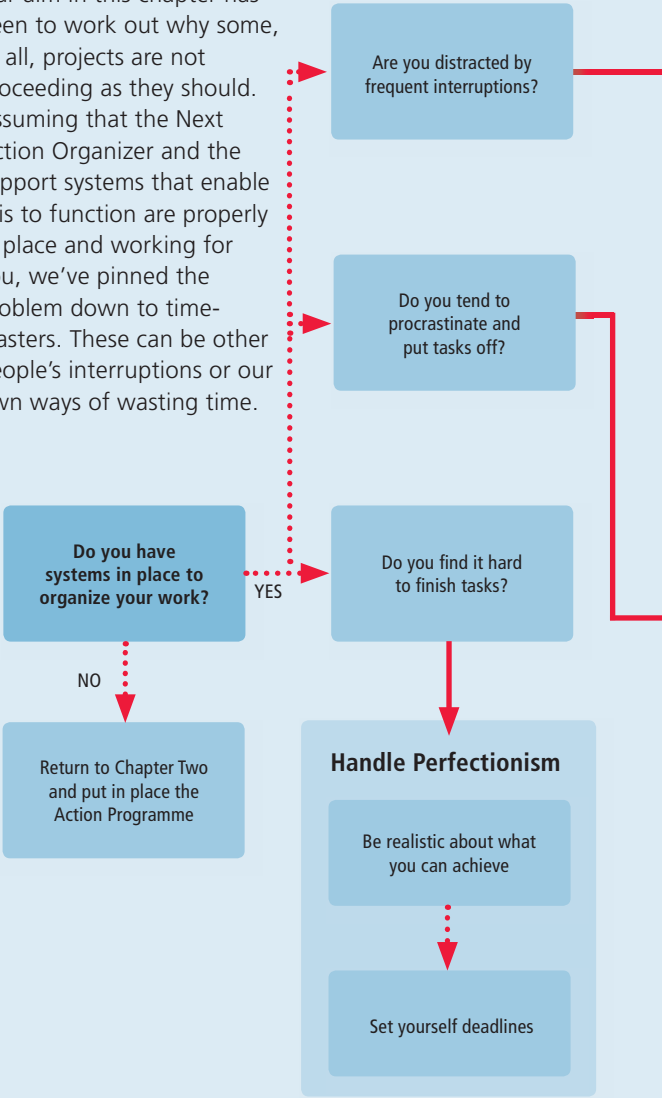 ar aim in this chapter has
een to work out why some,
all, projects are not
oceeding as they should.
ssuming that the Next
ction Organizer and the
pport systems that enable
is to function are properly
place and working for
ou, we've pinned the
oblem down to time-
asters. These can be other
eople's interruptions or our
wn ways of wasting time.
Are you distracted by
frequent interruptions?
Do you tend to
procrastinate and
put tasks off?
Do you have
systems in place to
organize your work?
YES
NO
Return to Chapter Two
and put in place the
Action Programme
Do you find it hard
to finish tasks?
Handle Perfectionism
Be realistic about what
you can achieve
Set yourself deadlines